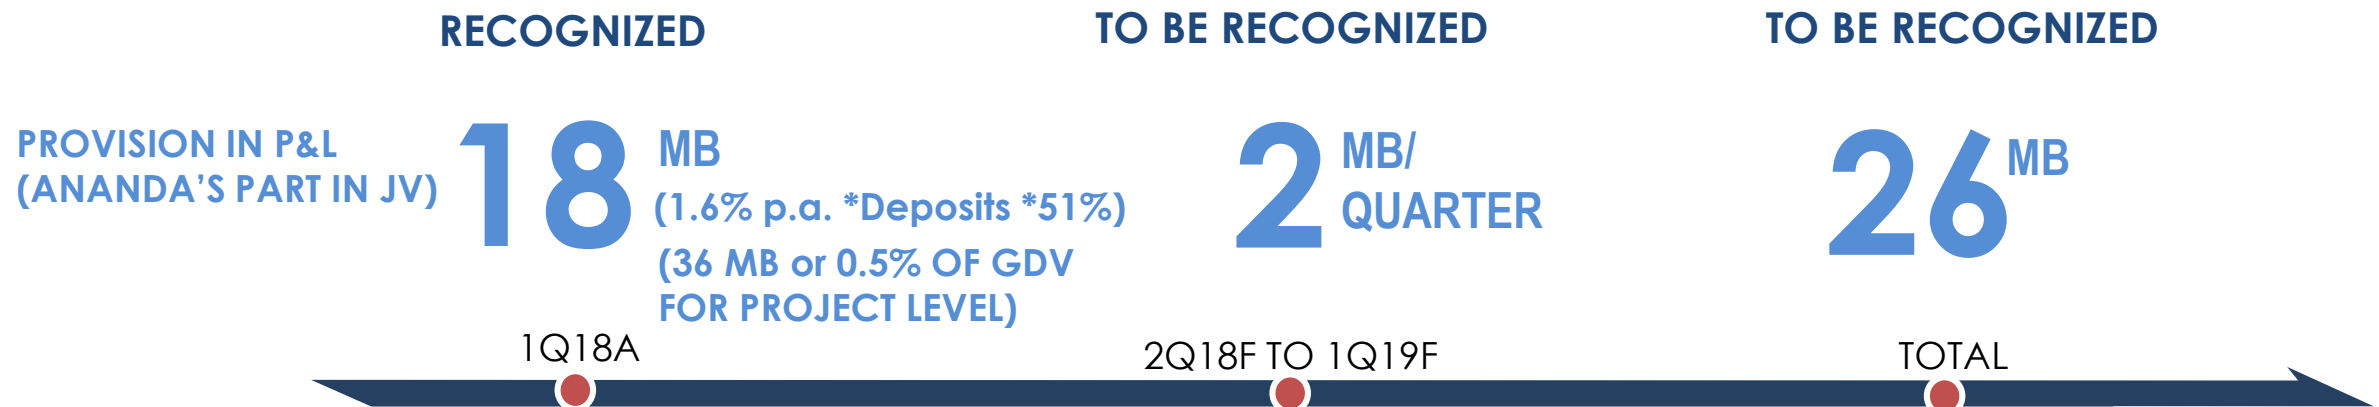 RECOGNIZED
TO BE RECOGNIZED
TO BE RECOGNIZED
PROVISION IN P&L
(ANANDA’S PART IN JV)
18 MB
(1.6% p.a. *Deposits *51%)
(36 MB or 0.5% OF GDV
FOR PROJECT LEVEL)
2 MB/
QUARTER
26 MB
1Q18A
2Q18F TO 1Q19F
TOTAL